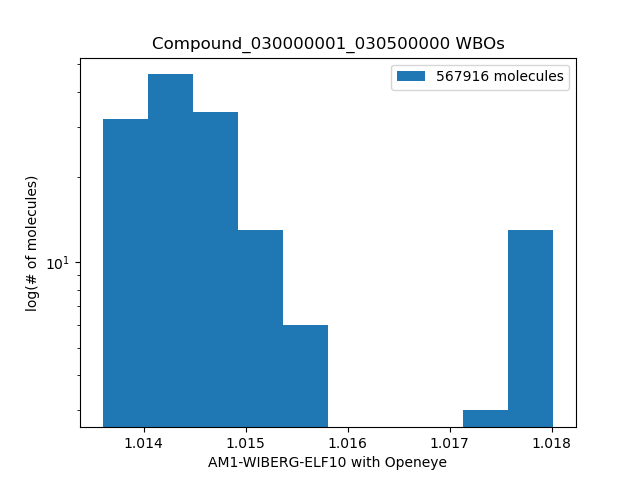 Compound_030000001_030500000 WBOs
567916 molecules
log(# of molecules)
10¹
1.014 1.015 1.016 1.017 1.018
AM1-WIBERG-ELF10 with Openeye